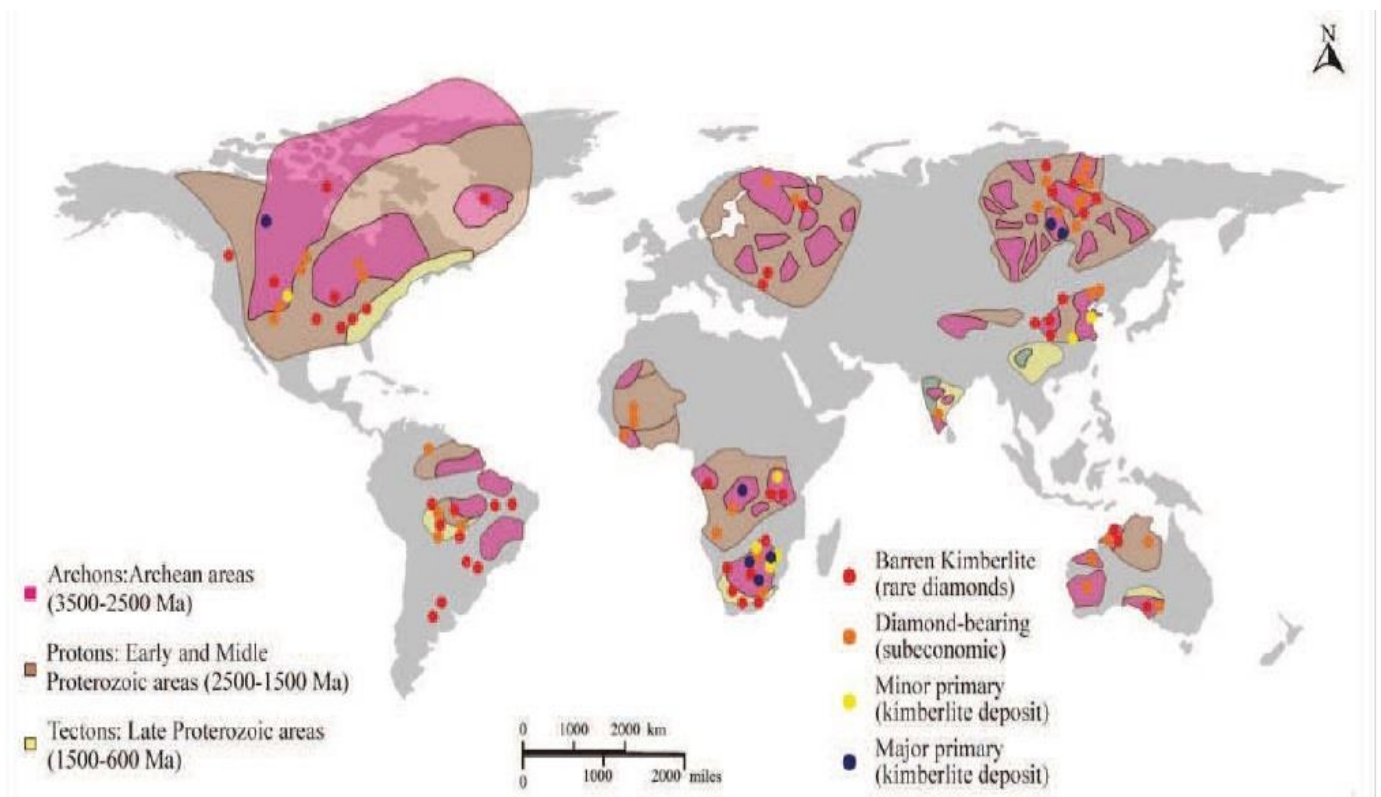 N
Archons:Archean areas
(3500-2500 Ma)
Protons: Early and Midle
Proterozoic areas (2500-1500 Ma)
Tectons: Late Proterozoic areas
(1500-600 Ma)
0 1000 2000 km
0 1000 2000 miles
Barren Kimberlite
(rare diamonds)
Diamond-bearing
(subeconomic)
Minor primary
(kimberlite deposit)
Major primary
(kimberlite deposit)